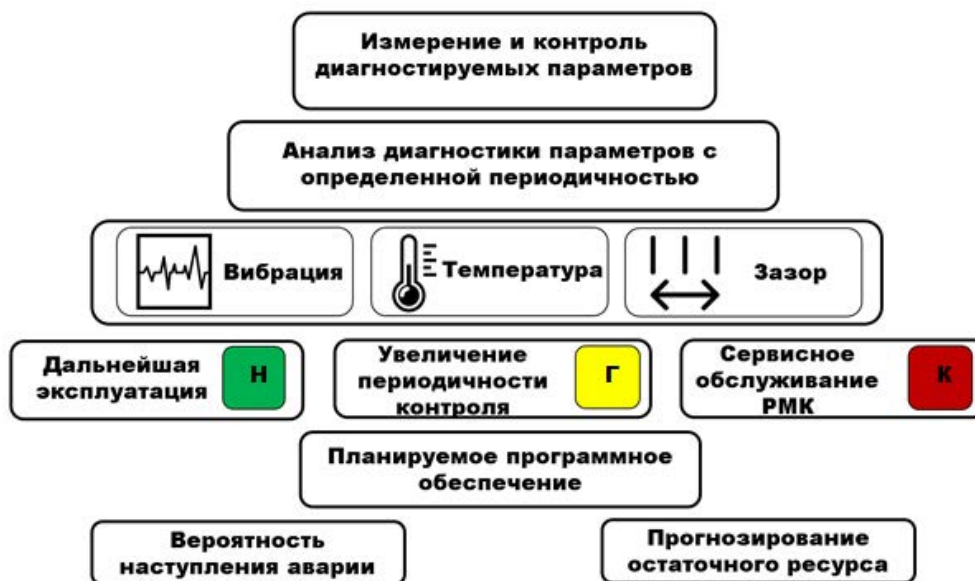 Измерение и контроль
диагностируемых параметров
Анализ диагностики параметров с
определенной периодичностью
Вибрация
Температура
Зазор
Дальнейшая
эксплуатация
Н
Увеличение
периодичности
контроля
Г
Сервисное
обслуживание
РМК
К
Планируемое программное
обеспечение
Вероятность
наступления аварии
Прогнозирование
остаточного ресурса